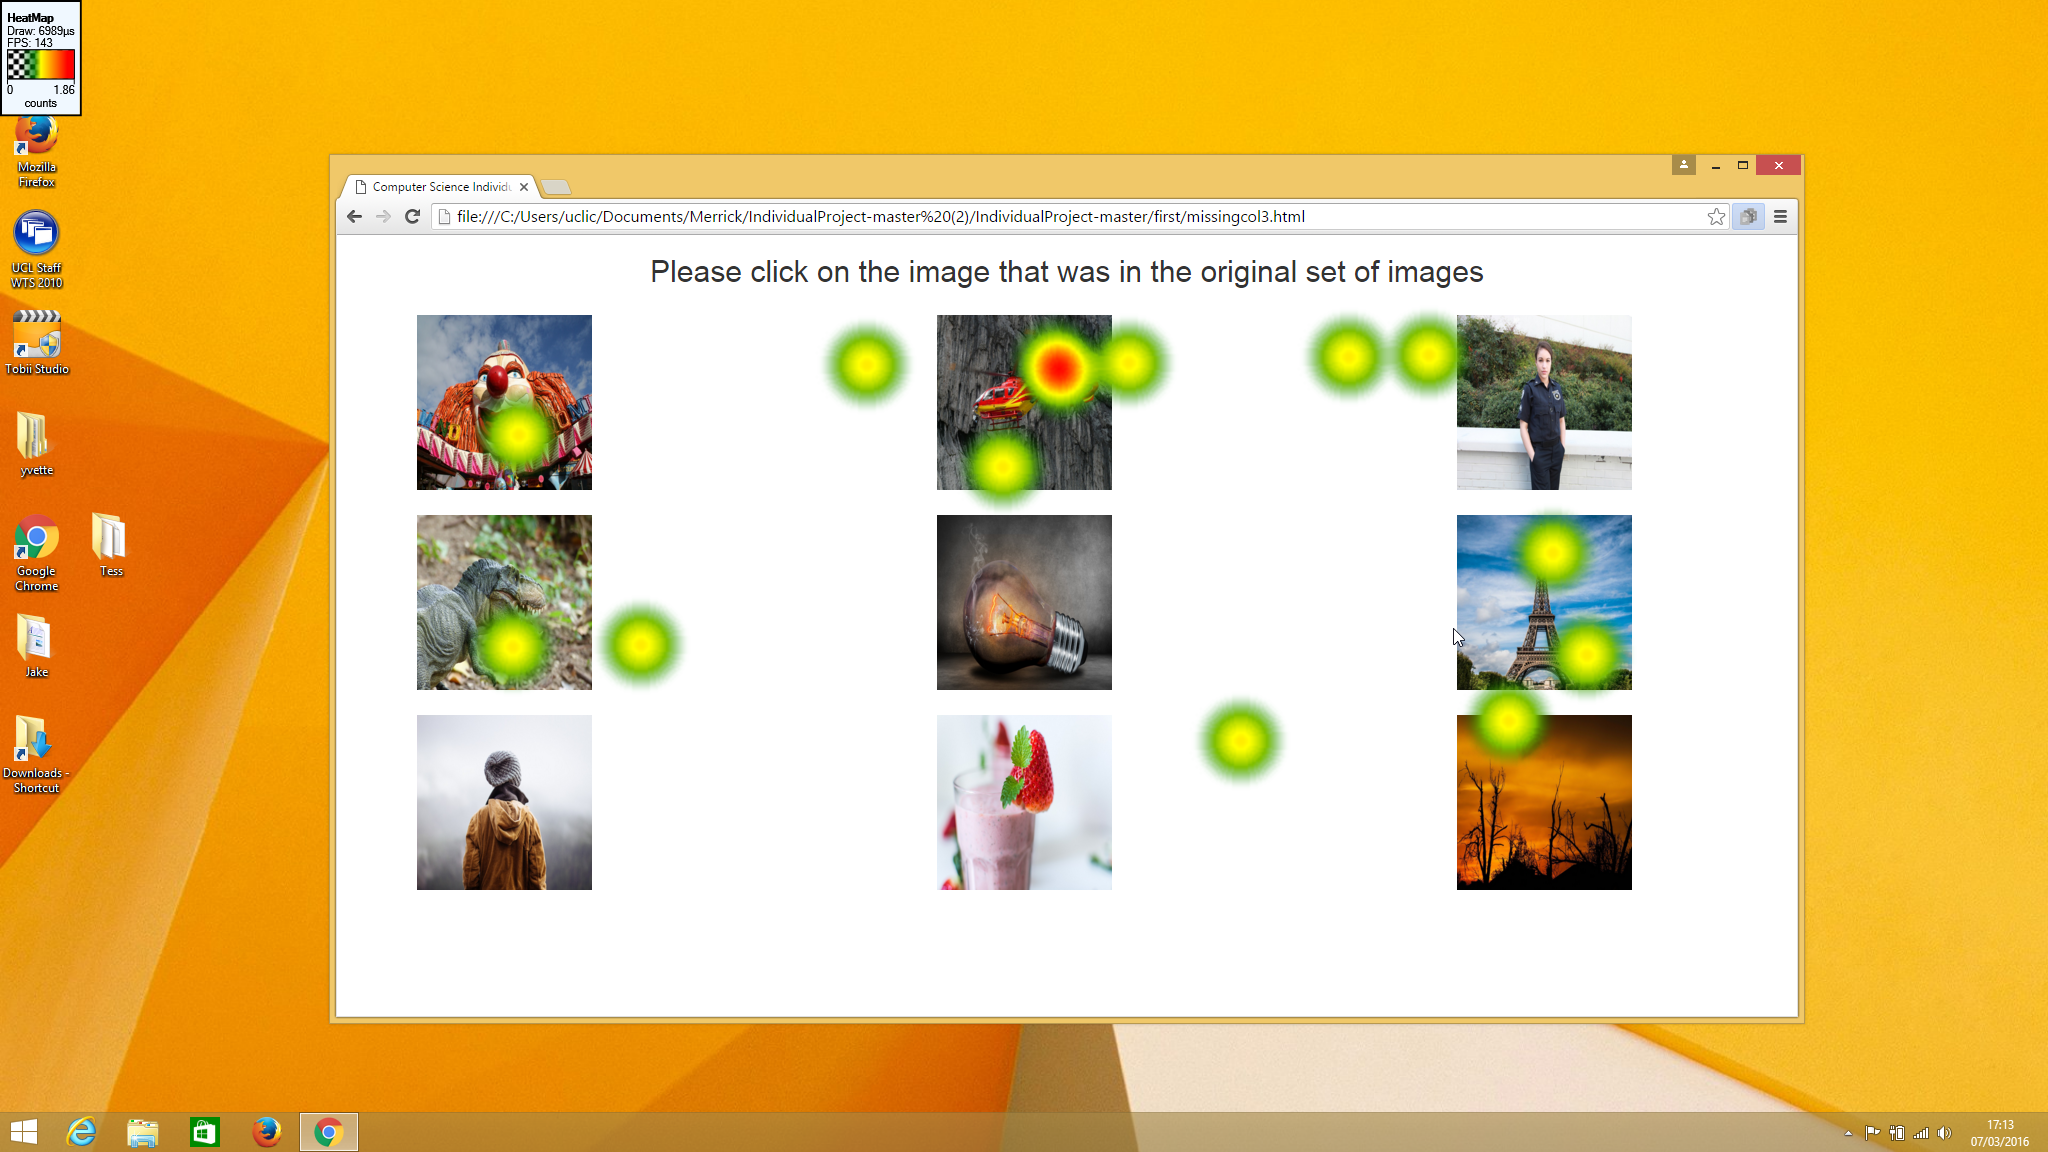 HeatMap
Draw: 6989µs
FPS: 143
0 1.86
counts
Mozilla
Firefox
UCL Staff
WTS 2010
Tobii Studio
yvette
Google
Chrome
Tess
Jake
Downloads -
Shortcut
Computer Science Individu
file:///C:/Users/uclic/Documents/Merrick/IndividualProject-master%20(2)/IndividualProject-master/first/missingcol3.html
Please click on the image that was in the original set of images
17:13
07/03/2016